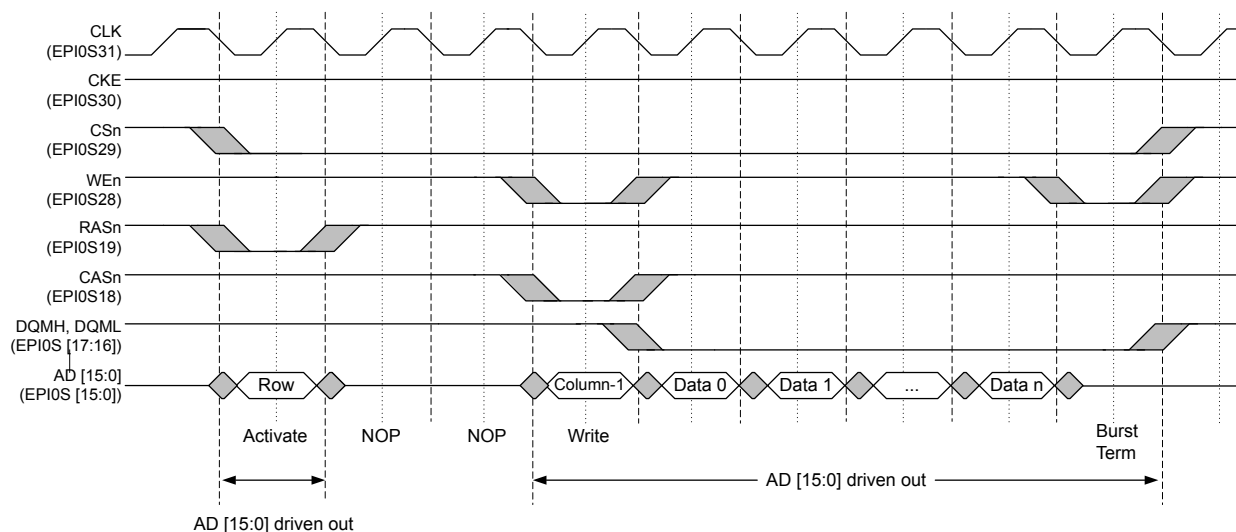 CLK
(EPI0S31)
CKE
(EPI0S30)
CSn
(EPI0S29)
WEn
(EPI0S28)
RASn
(EPI0S19)
CASn
(EPI0S18)
DQMH, DQML
(EPI0S [17:16])
AD [15:0]
(EPI0S [15:0])
Row
Column-1
Data 0
Data 1
...
Data n
Activate
NOP
NOP
Write
Burst
Term
AD [15:0] driven out
AD [15:0] driven out